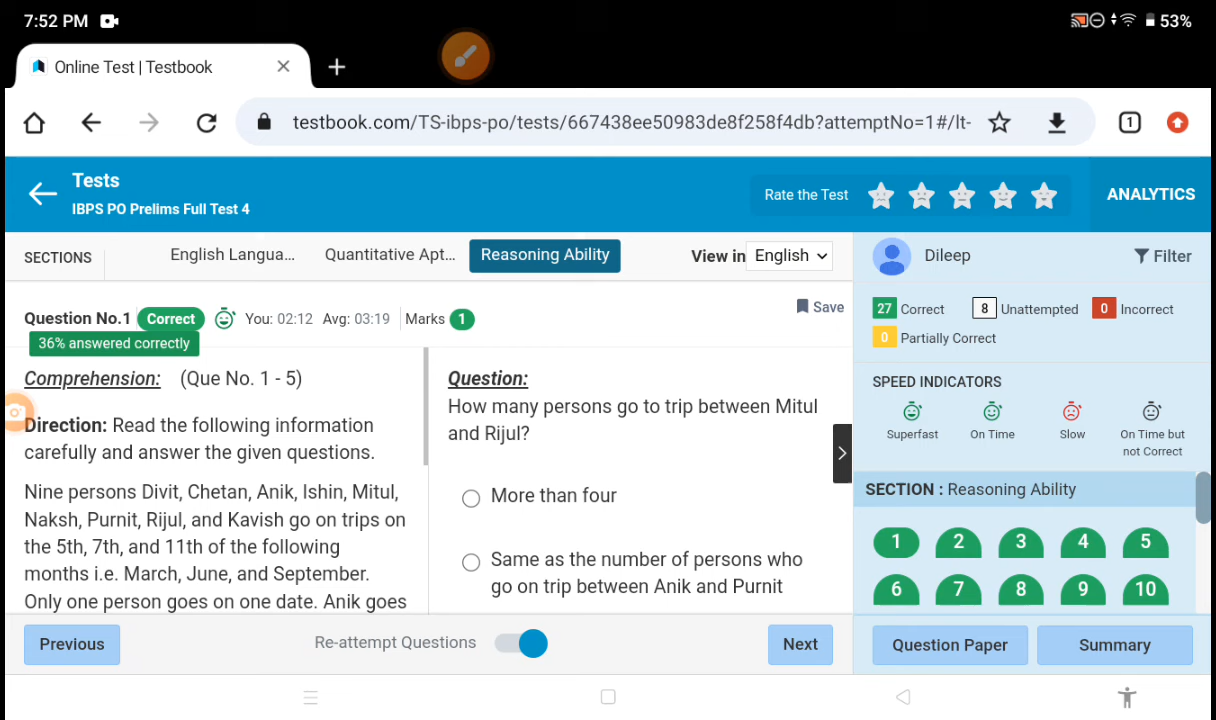 7:52 PM
53%
Online Test | Testbook
testbook.com/TS-ibps-po/tests/667438ee50983de8f258f4db?attemptNo=1#/lt-
1
Tests
IBPS PO Prelims Full Test 4
Rate the Test
ANALYTICS
SECTIONS
English Langua...
Quantitative Apt...
Reasoning Ability
View in
English
Question No.1
Correct
You: 02:12
Avg: 03:19
Marks
1
Save
36% answered correctly
Comprehension: (Que No. 1 - 5)
Direction: Read the following information
carefully and answer the given questions.
Nine persons Divit, Chetan, Anik, Ishin, Mitul,
Naksh, Purnit, Rijul, and Kavish go on trips on
the 5th, 7th, and 11th of the following
months i.e. March, June, and September.
Only one person goes on one date. Anik goes
Question:
How many persons go to trip between Mitul
and Rijul?
More than four
Same as the number of persons who
go on trip between Anik and Purnit
Dileep
Filter
27 Correct
8 Unattempted
0 Incorrect
0 Partially Correct
SPEED INDICATORS
Superfast
On Time
Slow
On Time but
not Correct
SECTION : Reasoning Ability
1 2 3 4 5
6 7 8 9 10
Previous
Re-attempt Questions
Next
Question Paper
Summary